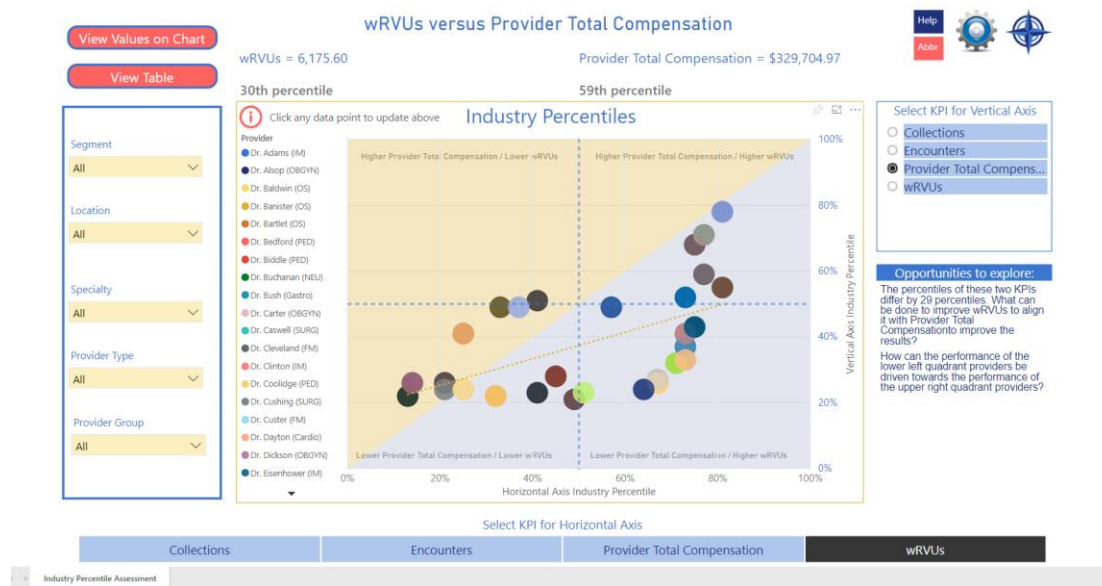 wRVUs versus Provider Total Compensation
View Values on Chart
View Table
wRVUs = 6,175.60
Provider Total Compensation = $329,704.97
30th percentile
59th percentile
Help
Abbr
Segment
All
Location
All
Specialty
All
Provider Type
All
Provider Group
All
Click any data point to update above
Industry Percentiles
Provider
Dr. Adams (IM)
Dr. Alsop (OBGYN)
Dr. Baldwin (OS)
Dr. Banister (OS)
Dr. Bartlet (OS)
Dr. Bedford (PED)
Dr. Biddle (PED)
Dr. Buchanan (NEU)
Dr. Bush (Gastro)
Dr. Carter (OBGYN)
Dr. Caswell (SURG)
Dr. Cleveland (FM)
Dr. Clinton (IM)
Dr. Coolidge (PED)
Dr. Cushing (SURG)
Dr. Custer (FM)
Dr. Dayton (Cardio)
Dr. Dickson (OBGYN)
Dr. Eisenhower (IM)
Higher Provider Total Compensation / Lower wRVUs
Higher Provider Total Compensation / Higher wRVUs
Lower Provider Total Compensation / Lower wRVUs
Lower Provider Total Compensation / Higher wRVUs
100%
80%
60%
40%
20%
0%
Vertical Axis Industry Percentile
0%
20%
40%
60%
80%
100%
Horizontal Axis Industry Percentile
Select KPI for Vertical Axis
Collections
Encounters
Provider Total Compens...
wRVUs
Opportunities to explore:
The percentiles of these two KPIs
differ by 29 percentiles. What can
be done to improve wRVUs to align
it with Provider Total
Compensationto improve the
results?
How can the performance of the
lower left quadrant providers be
driven towards the performance of
the upper right quadrant providers?
Select KPI for Horizontal Axis
Collections
Encounters
Provider Total Compensation
wRVUs
Industry Percentile Assessment